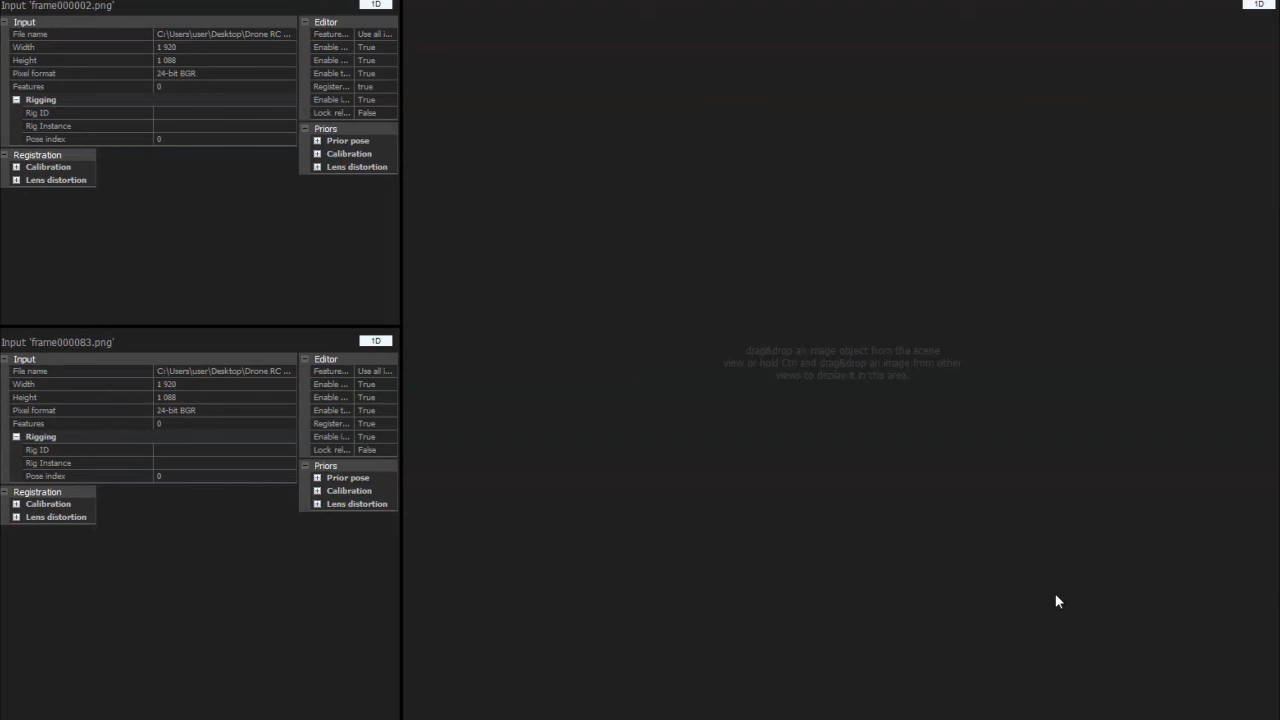 Input 'frame000002.png'
1D
Input
File name C:\Users\user\Desktop\Drone RC ...
Width 1 920
Height 1 088
Pixel format 24-bit BGR
Features 0
Rigging
Rig ID
Rig Instance
Pose index 0
Registration
Calibration
Lens distortion
Editor
Feature... Use all i...
Enable ... True
Enable ... True
Enable t... True
Register... true
Enable i... True
Lock rel... False
Priors
Prior pose
Calibration
Lens distortion
Input 'frame000083.png'
1D
Input
File name C:\Users\user\Desktop\Drone RC ...
Width 1 920
Height 1 088
Pixel format 24-bit BGR
Features 0
Rigging
Rig ID
Rig Instance
Pose index 0
Registration
Calibration
Lens distortion
Editor
Feature... Use all i...
Enable ... True
Enable ... True
Enable t... True
Register... True
Enable i... True
Lock rel... False
Priors
Prior pose
Calibration
Lens distortion
1D
drag&drop an image object from the scene
view or hold Ctrl and drag&drop an image from other
views to deplay it in this area.